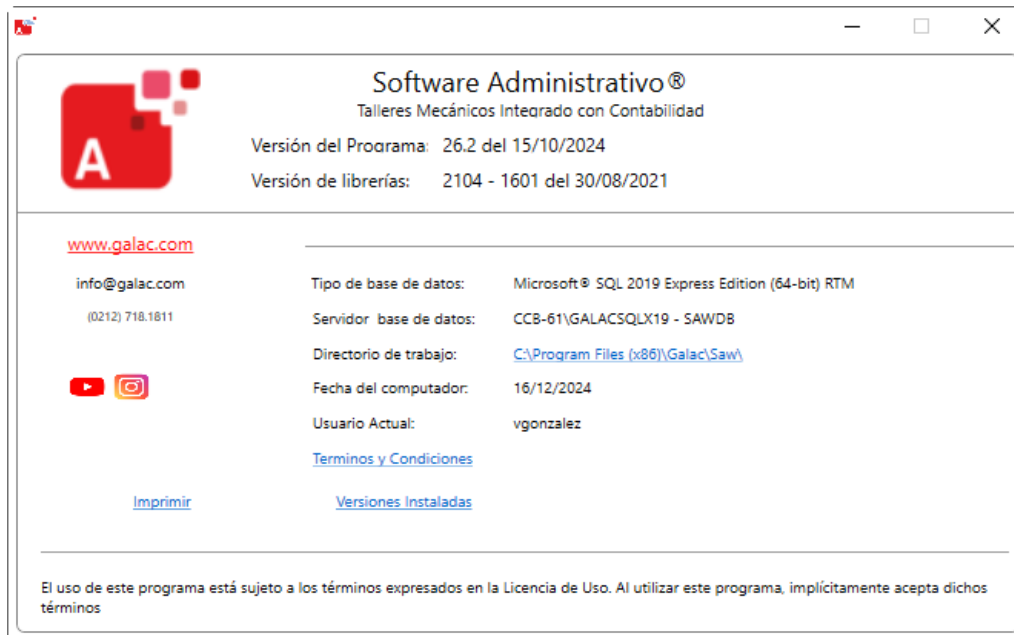 A
Software Administrativo®
Talleres Mecánicos Integrado con Contabilidad
Versión del Programa: 26.2 del 15/10/2024
Versión de librerías: 2104 - 1601 del 30/08/2021
www.galac.com
info@galac.com
(0212) 718.1811
Tipo de base de datos: Microsoft® SQL 2019 Express Edition (64-bit) RTM
Servidor base de datos: CCB-61\GALACSQLX19 - SAWDB
Directorio de trabajo: C:\Program Files (x86)\Galac\Saw\
Fecha del computador: 16/12/2024
Usuario Actual: vgonzalez
Terminos y Condiciones
Imprimir Versiones Instaladas
El uso de este programa está sujeto a los términos expresados en la Licencia de Uso. Al utilizar este programa, implícitamente acepta dichos
términos